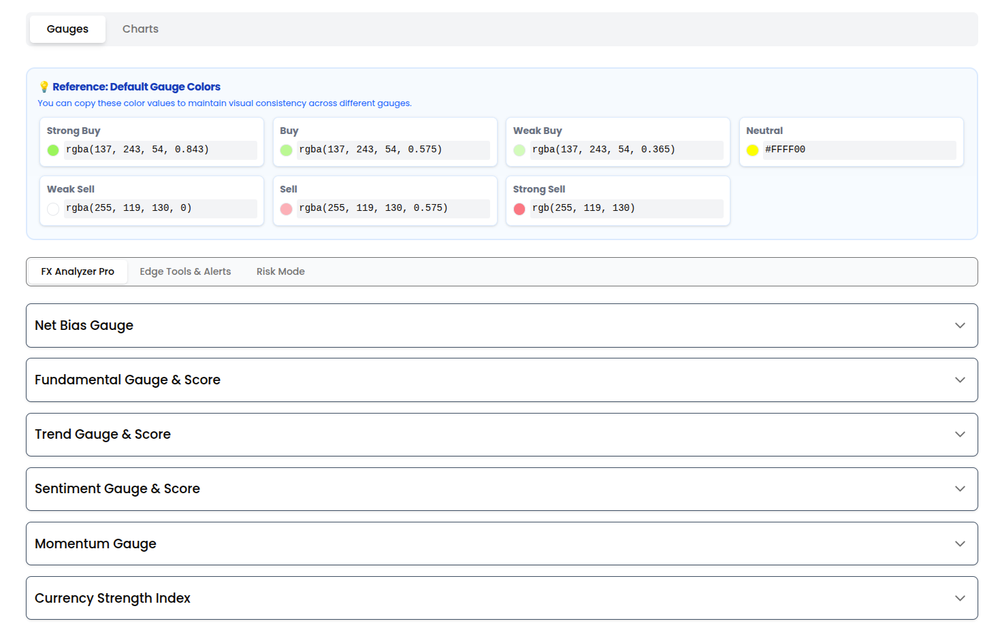 Gauges Charts
💡 Reference: Default Gauge Colors
You can copy these color values to maintain visual consistency across different gauges.
Strong Buy Buy Weak Buy Neutral
rgba(137, 243, 54, 0.843) rgba(137, 243, 54, 0.575) rgba(137, 243, 54, 0.365) #FFFF00
Weak Sell Sell Strong Sell
rgba(255, 119, 130, 0) rgba(255, 119, 130, 0.575) rgb(255, 119, 130)
FX Analyzer Pro Edge Tools & Alerts Risk Mode
Net Bias Gauge
Fundamental Gauge & Score
Trend Gauge & Score
Sentiment Gauge & Score
Momentum Gauge
Currency Strength Index